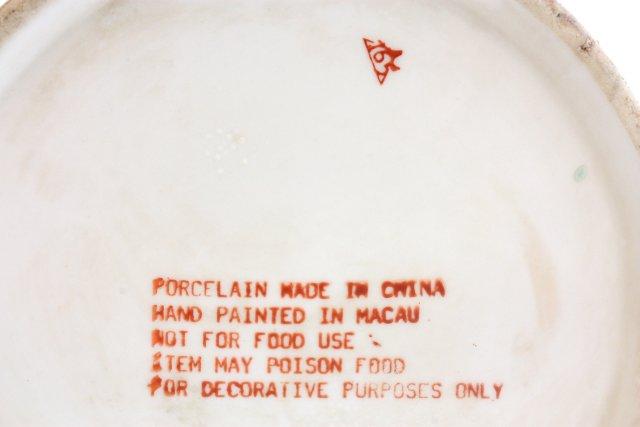 PORCELAIN MADE IN CHINA
HAND PAINTED IN MACAU
NOT FOR FOOD USE
ITEM MAY POISON FOOD
FOR DECORATIVE PURPOSES ONLY